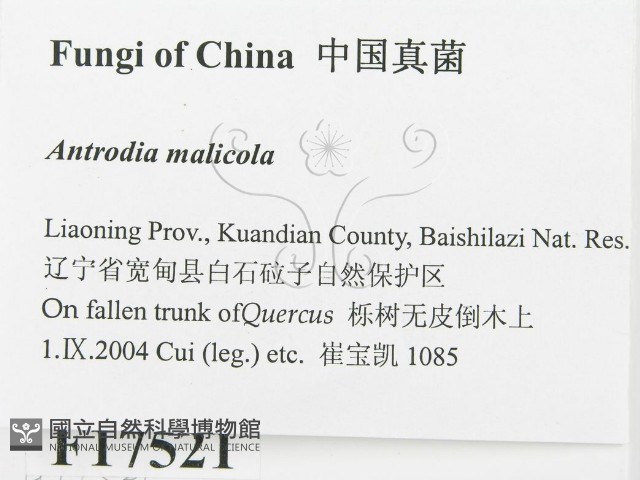 Fungi of China 中国真菌
Antrodia malicola
Liaoning Prov., Kuandian County, Baishilazi Nat. Res.
辽宁省宽甸县白石砬子自然保护区
On fallen trunk ofQuercus 栎树无皮倒木上
1.Ⅸ.2004 Cui (leg.) etc. 崔宝凯 1085
國立自然科學博物館
NATIONAL MUSEUM OF NATURAL SCIENCE
F17521